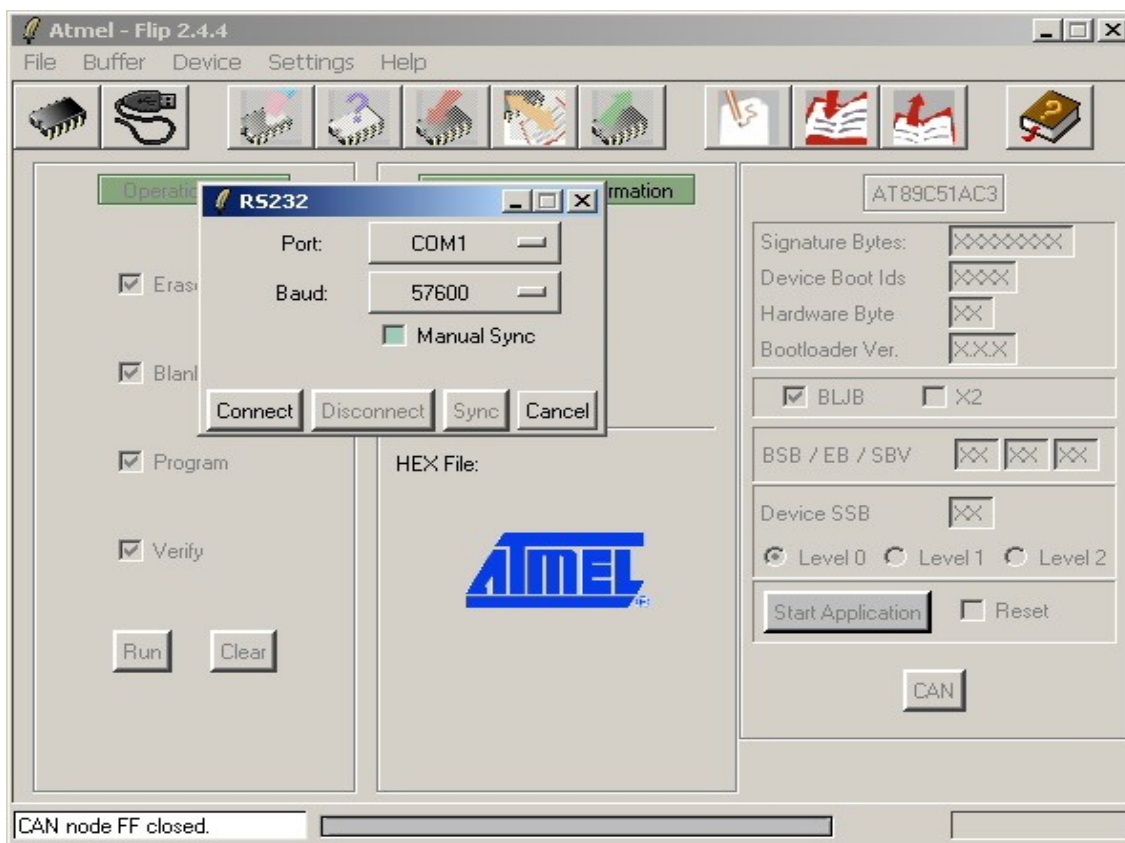 Atmel - Flip 2.4.4
File Buffer Device Settings Help
RS232
Port: COM1
Baud: 57600
Manual Sync
Connect Disconnect Sync Cancel
Program
Verify
Run Clear
HEX File:
ATMEL
AT89C51AC3
Signature Bytes: XXXXXXXX
Device Boot Ids XXXX
Hardware Byte XX
Bootloader Ver. X.X.X
BLJB X2
BSB / EB / SBV XX XX XX
Device SSB XX
Level 0 Level 1 Level 2
Start Application Reset
CAN
CAN node FF closed.